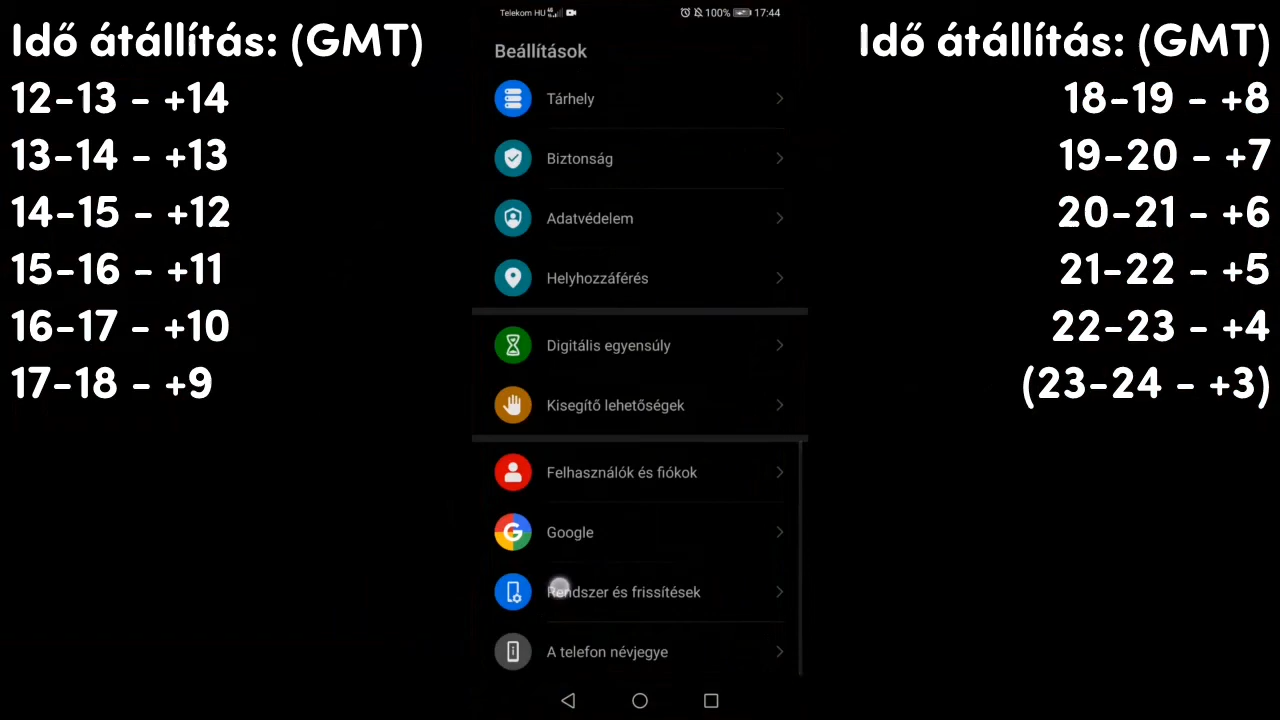 Idő átállítás: (GMT)
12-13 - +14
13-14 - +13
14-15 - +12
15-16 - +11
16-17 - +10
17-18 - +9
Telekom HU 4G
100% 17:44
Beállítások
Tárhely
Biztonság
Adatvédelem
Helyhozzáférés
Digitális egyensúly
Kisegítő lehetőségek
Felhasználók és fiókok
Google
Rendszer és frissítések
A telefon névjegye
Idő átállítás: (GMT)
18-19 - +8
19-20 - +7
20-21 - +6
21-22 - +5
22-23 - +4
(23-24 - +3)